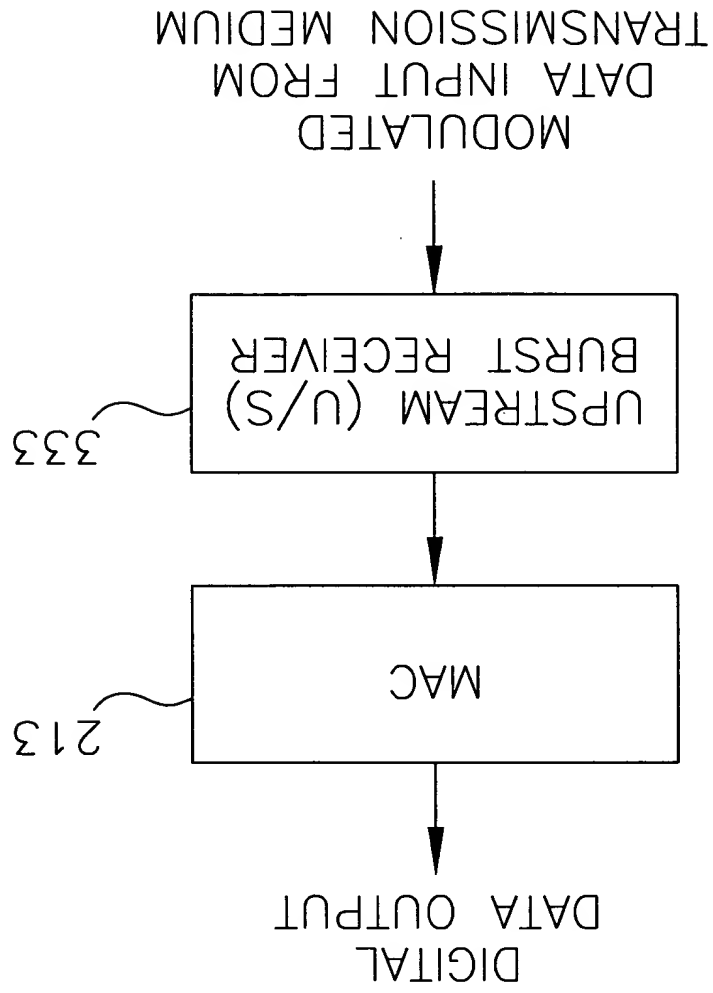 DIGITAL
DATA OUTPUT
213
MAC
333
UPSTREAM (U/S)
BURST RECEIVER
MODULATED
DATA INPUT FROM
TRANSMISSION MEDIUM